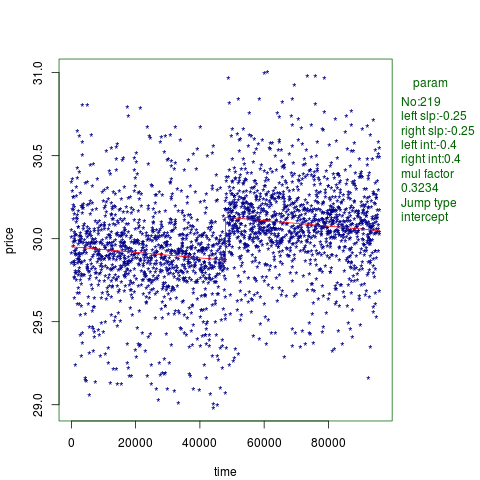 param
No:219
left slp:-0.25
right slp:-0.25
left int:-0.4
right int:0.4
mul factor
0.3234
Jump type
intercept
price
31.0
30.5
30.0
29.5
29.0
0 20000 40000 60000 80000
time